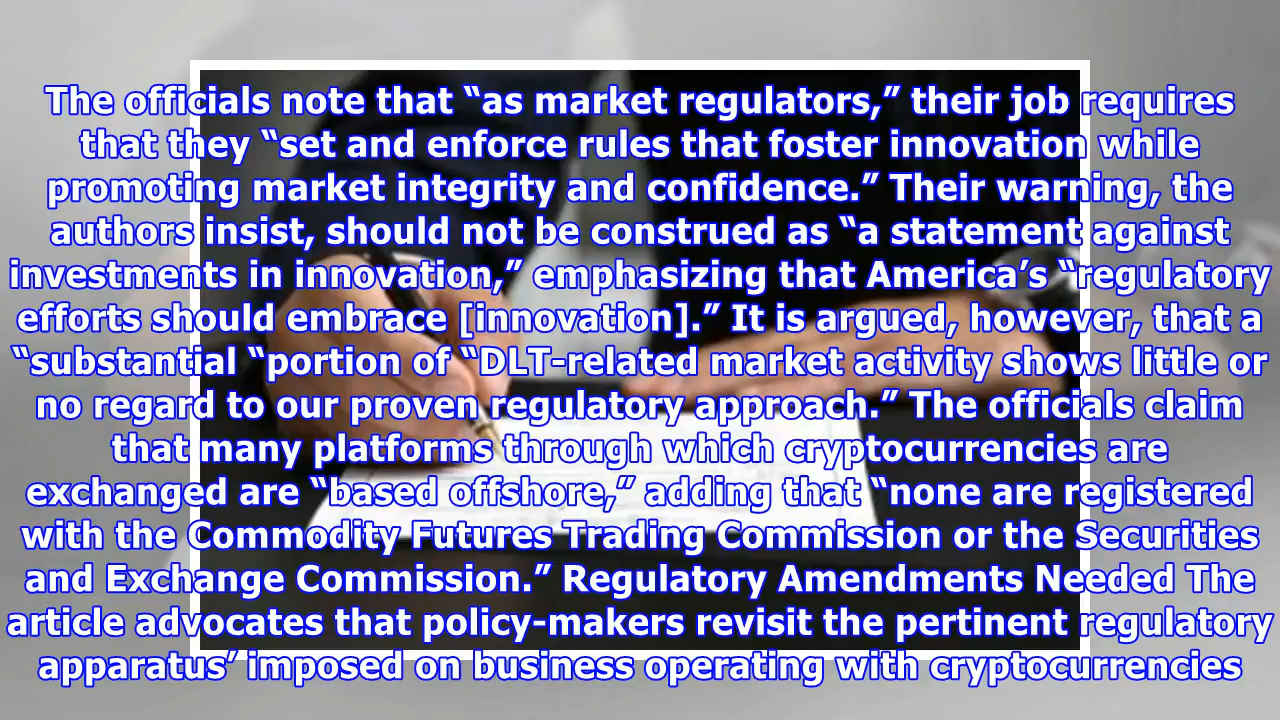 The officials note that “as market regulators,” their job requires
that they “set and enforce rules that foster innovation while
promoting market integrity and confidence.” Their warning, the
authors insist, should not be construed as “a statement against
investments in innovation,” emphasizing that America’s “regulatory
efforts should embrace [innovation].” It is argued, however, that a
“substantial “portion of “DLT-related market activity shows little or
no regard to our proven regulatory approach.” The officials claim
that many platforms through which cryptocurrencies are
exchanged are “based offshore,” adding that “none are registered
with the Commodity Futures Trading Commission or the Securities
and Exchange Commission.” Regulatory Amendments Needed The
article advocates that policy-makers revisit the pertinent regulatory
apparatus’ imposed on business operating with cryptocurrencies